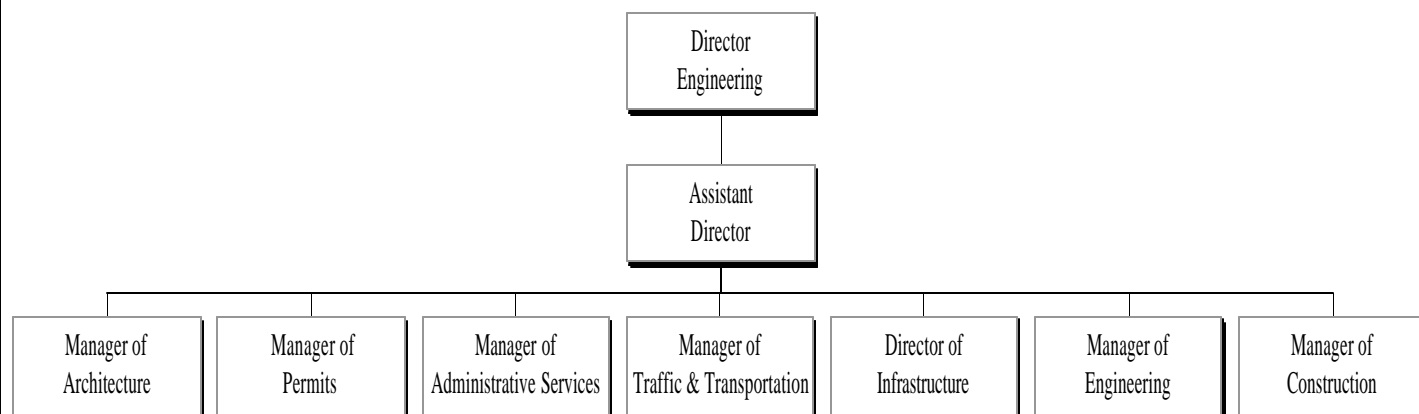 Director
Engineering
Assistant
Director
Manager of
Architecture
Manager of
Permits
Manager of
Administrative Services
Manager of
Traffic & Transportation
Director of
Infrastructure
Manager of
Engineering
Manager of
Construction